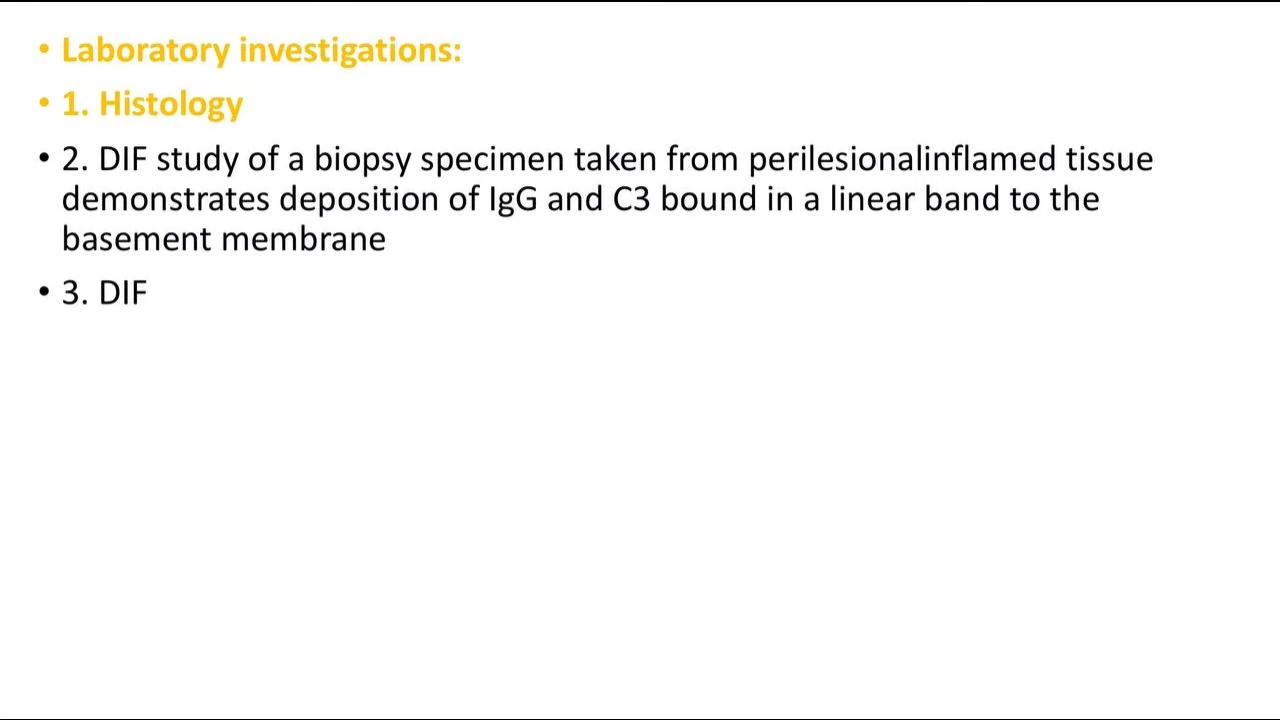 • Laboratory investigations:
• 1. Histology
• 2. DIF study of a biopsy specimen taken from perilesionalinflamed tissue
demonstrates deposition of IgG and C3 bound in a linear band to the
basement membrane
• 3. DIF